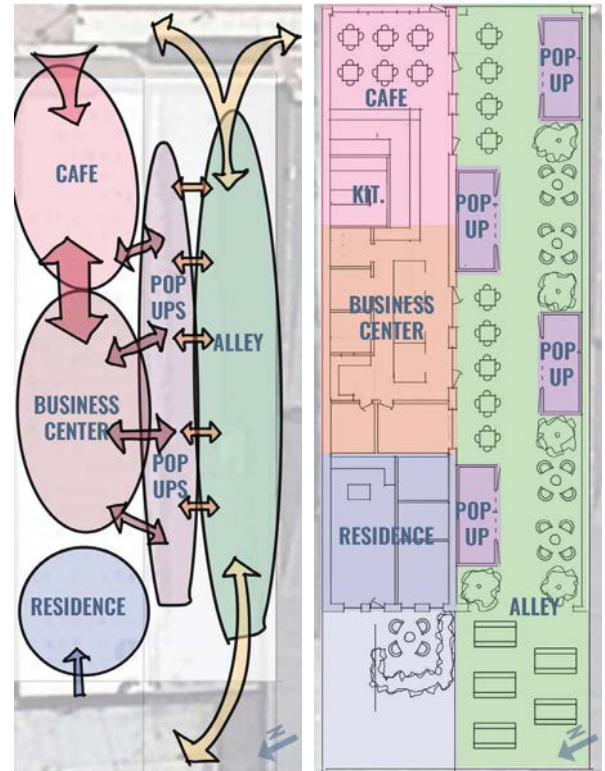 CAFE
POP
UPS
ALLEY
BUSINESS
CENTER
POP
UPS
RESIDENCE
N
POP-
UP
CAFE
KIT.
POP-
UP
BUSINESS
CENTER
POP-
UP
RESIDENCE
POP-
UP
ALLEY
N